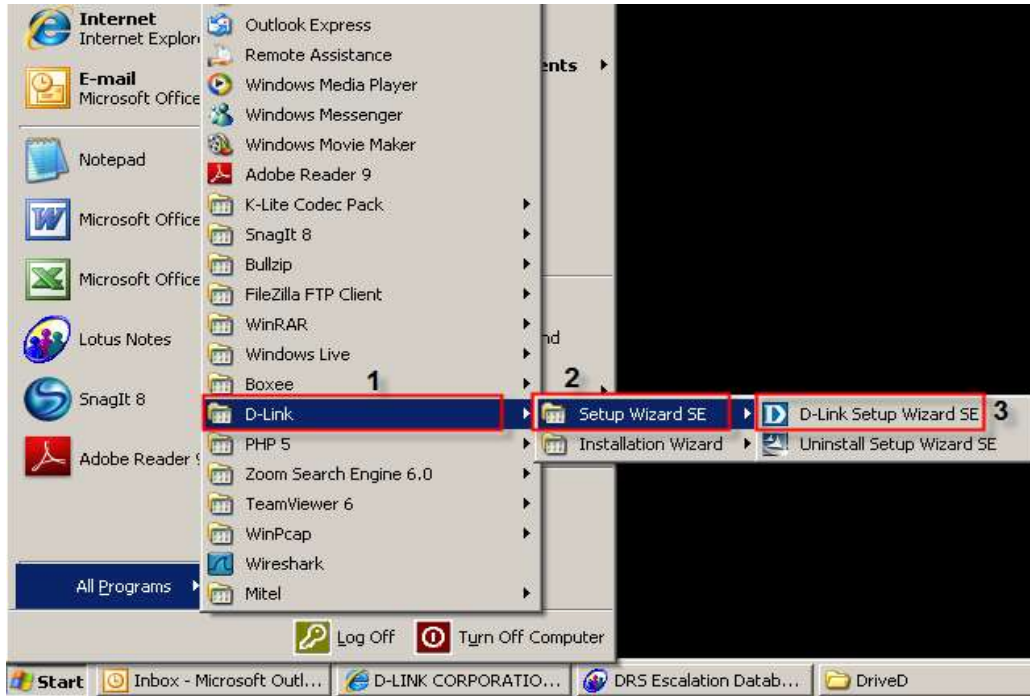 Internet
Internet Explor
E-mail
Microsoft Office
Notepad
Microsoft Office
Microsoft Office
Lotus Notes
SnagIt 8
Adobe Reader
All Programs
Outlook Express
Remote Assistance
Windows Media Player
Windows Messenger
Windows Movie Maker
Adobe Reader 9
K-Lite Codec Pack
SnagIt 8
Bullzip
FileZilla FTP Client
WinRAR
Windows Live
Boxee
1
D-Link
PHP 5
Zoom Search Engine 6.0
TeamViewer 6
WinPcap
Wireshark
Mitel
ents
nd
2
Setup Wizard SE
Installation Wizard
D-Link Setup Wizard SE
3
Uninstall Setup Wizard SE
Log Off
Turn Off Computer
Start
Inbox - Microsoft Outl...
D-LINK CORPORATIO...
DRS Escalation Datab...
DriveD